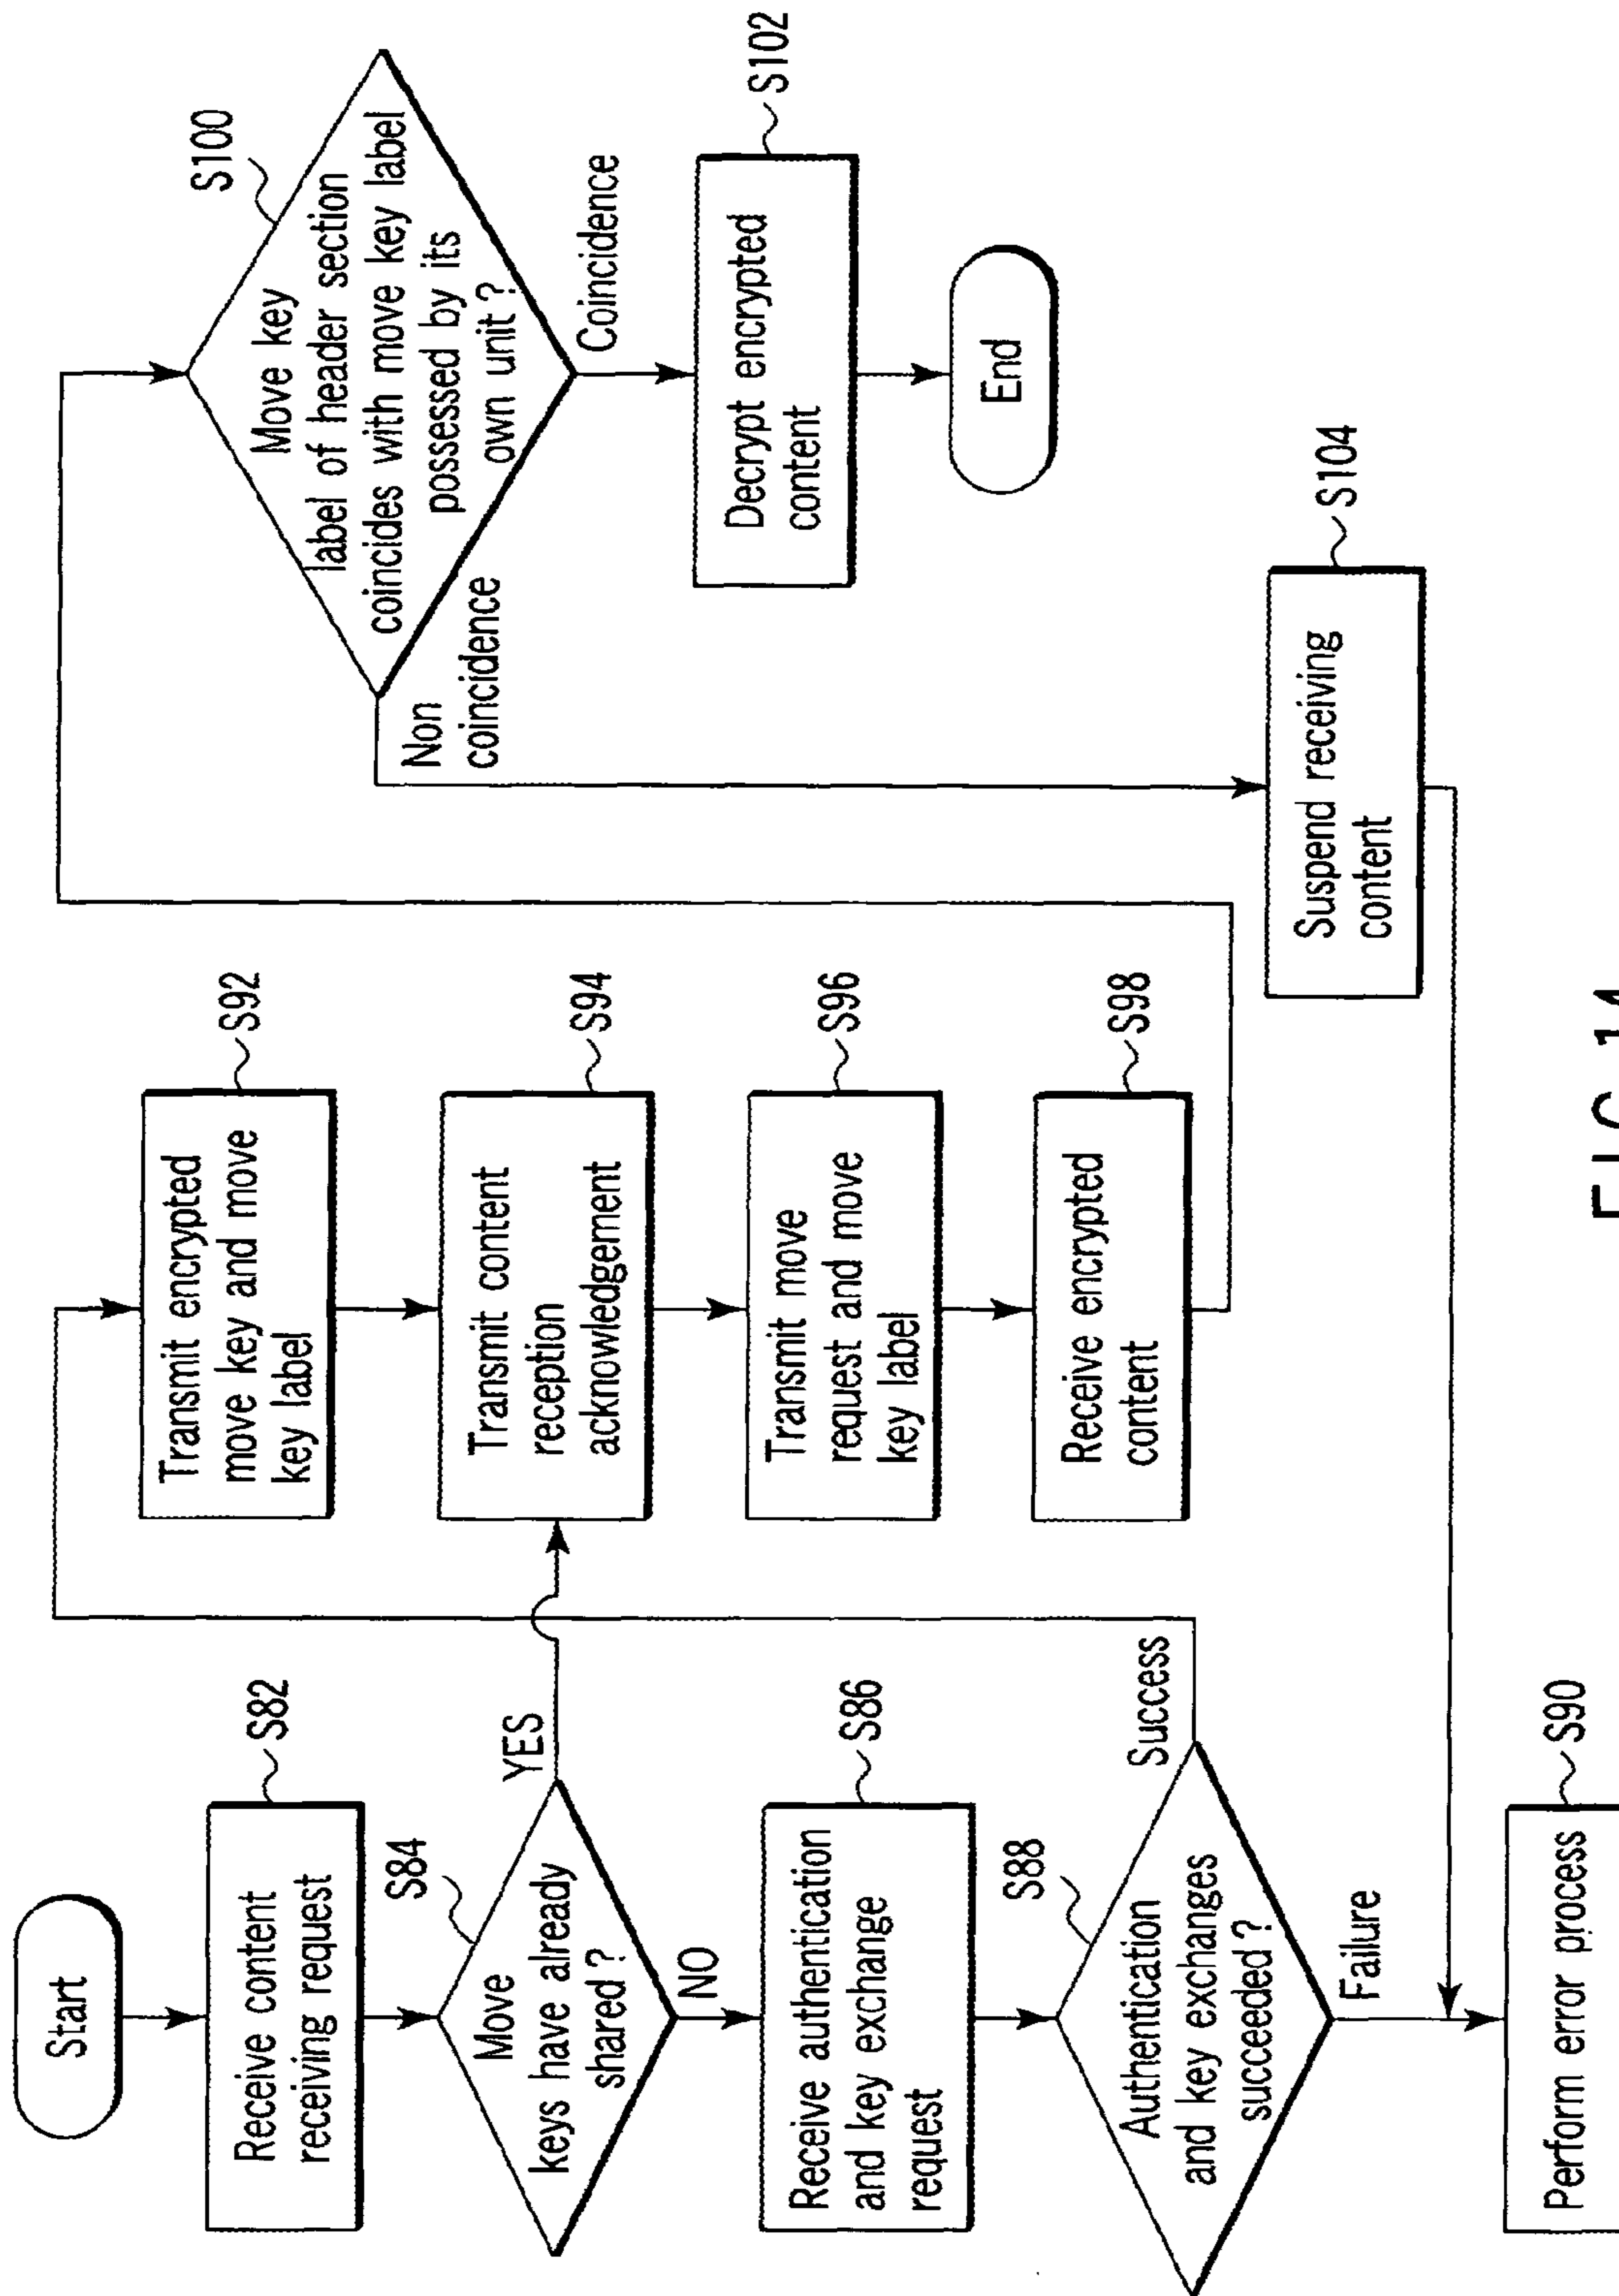 Start
Receive content
receiving request
S82
Move
keys have already
shared ?
S84
YES
NO
Receive authentication
and key exchange
request
S86
Authentication
and key exchanges
succeeded ?
S88
Success
Failure
Perform error process
S90
Transmit encrypted
move key and move
key label
S92
Transmit content
reception
acknowledgement
S94
Transmit move
request and move
key label
S96
Receive encrypted
content
S98
Move key
label of header section
coincides with move key label
possessed by its
own unit ?
S100
Non
coincidence
Coincidence
Decrypt encrypted
content
S102
End
Suspend receiving
content
S104